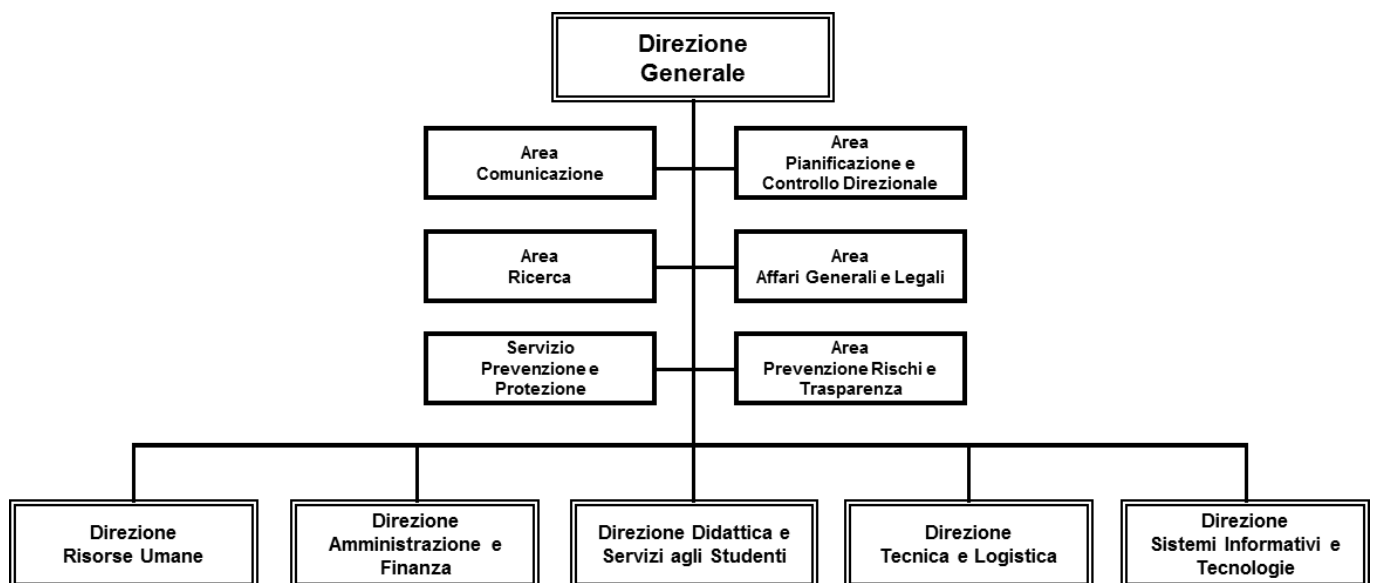 Direzione
Generale
Area
Comunicazione
Area
Pianificazione e
Controllo Direzionale
Area
Ricerca
Area
Affari Generali e Legali
Servizio
Prevenzione e
Protezione
Area
Prevenzione Rischi e
Trasparenza
Direzione
Risorse Umane
Direzione
Amministrazione e
Finanza
Direzione Didattica e
Servizi agli Studenti
Direzione
Tecnica e Logistica
Direzione
Sistemi Informativi e
Tecnologie